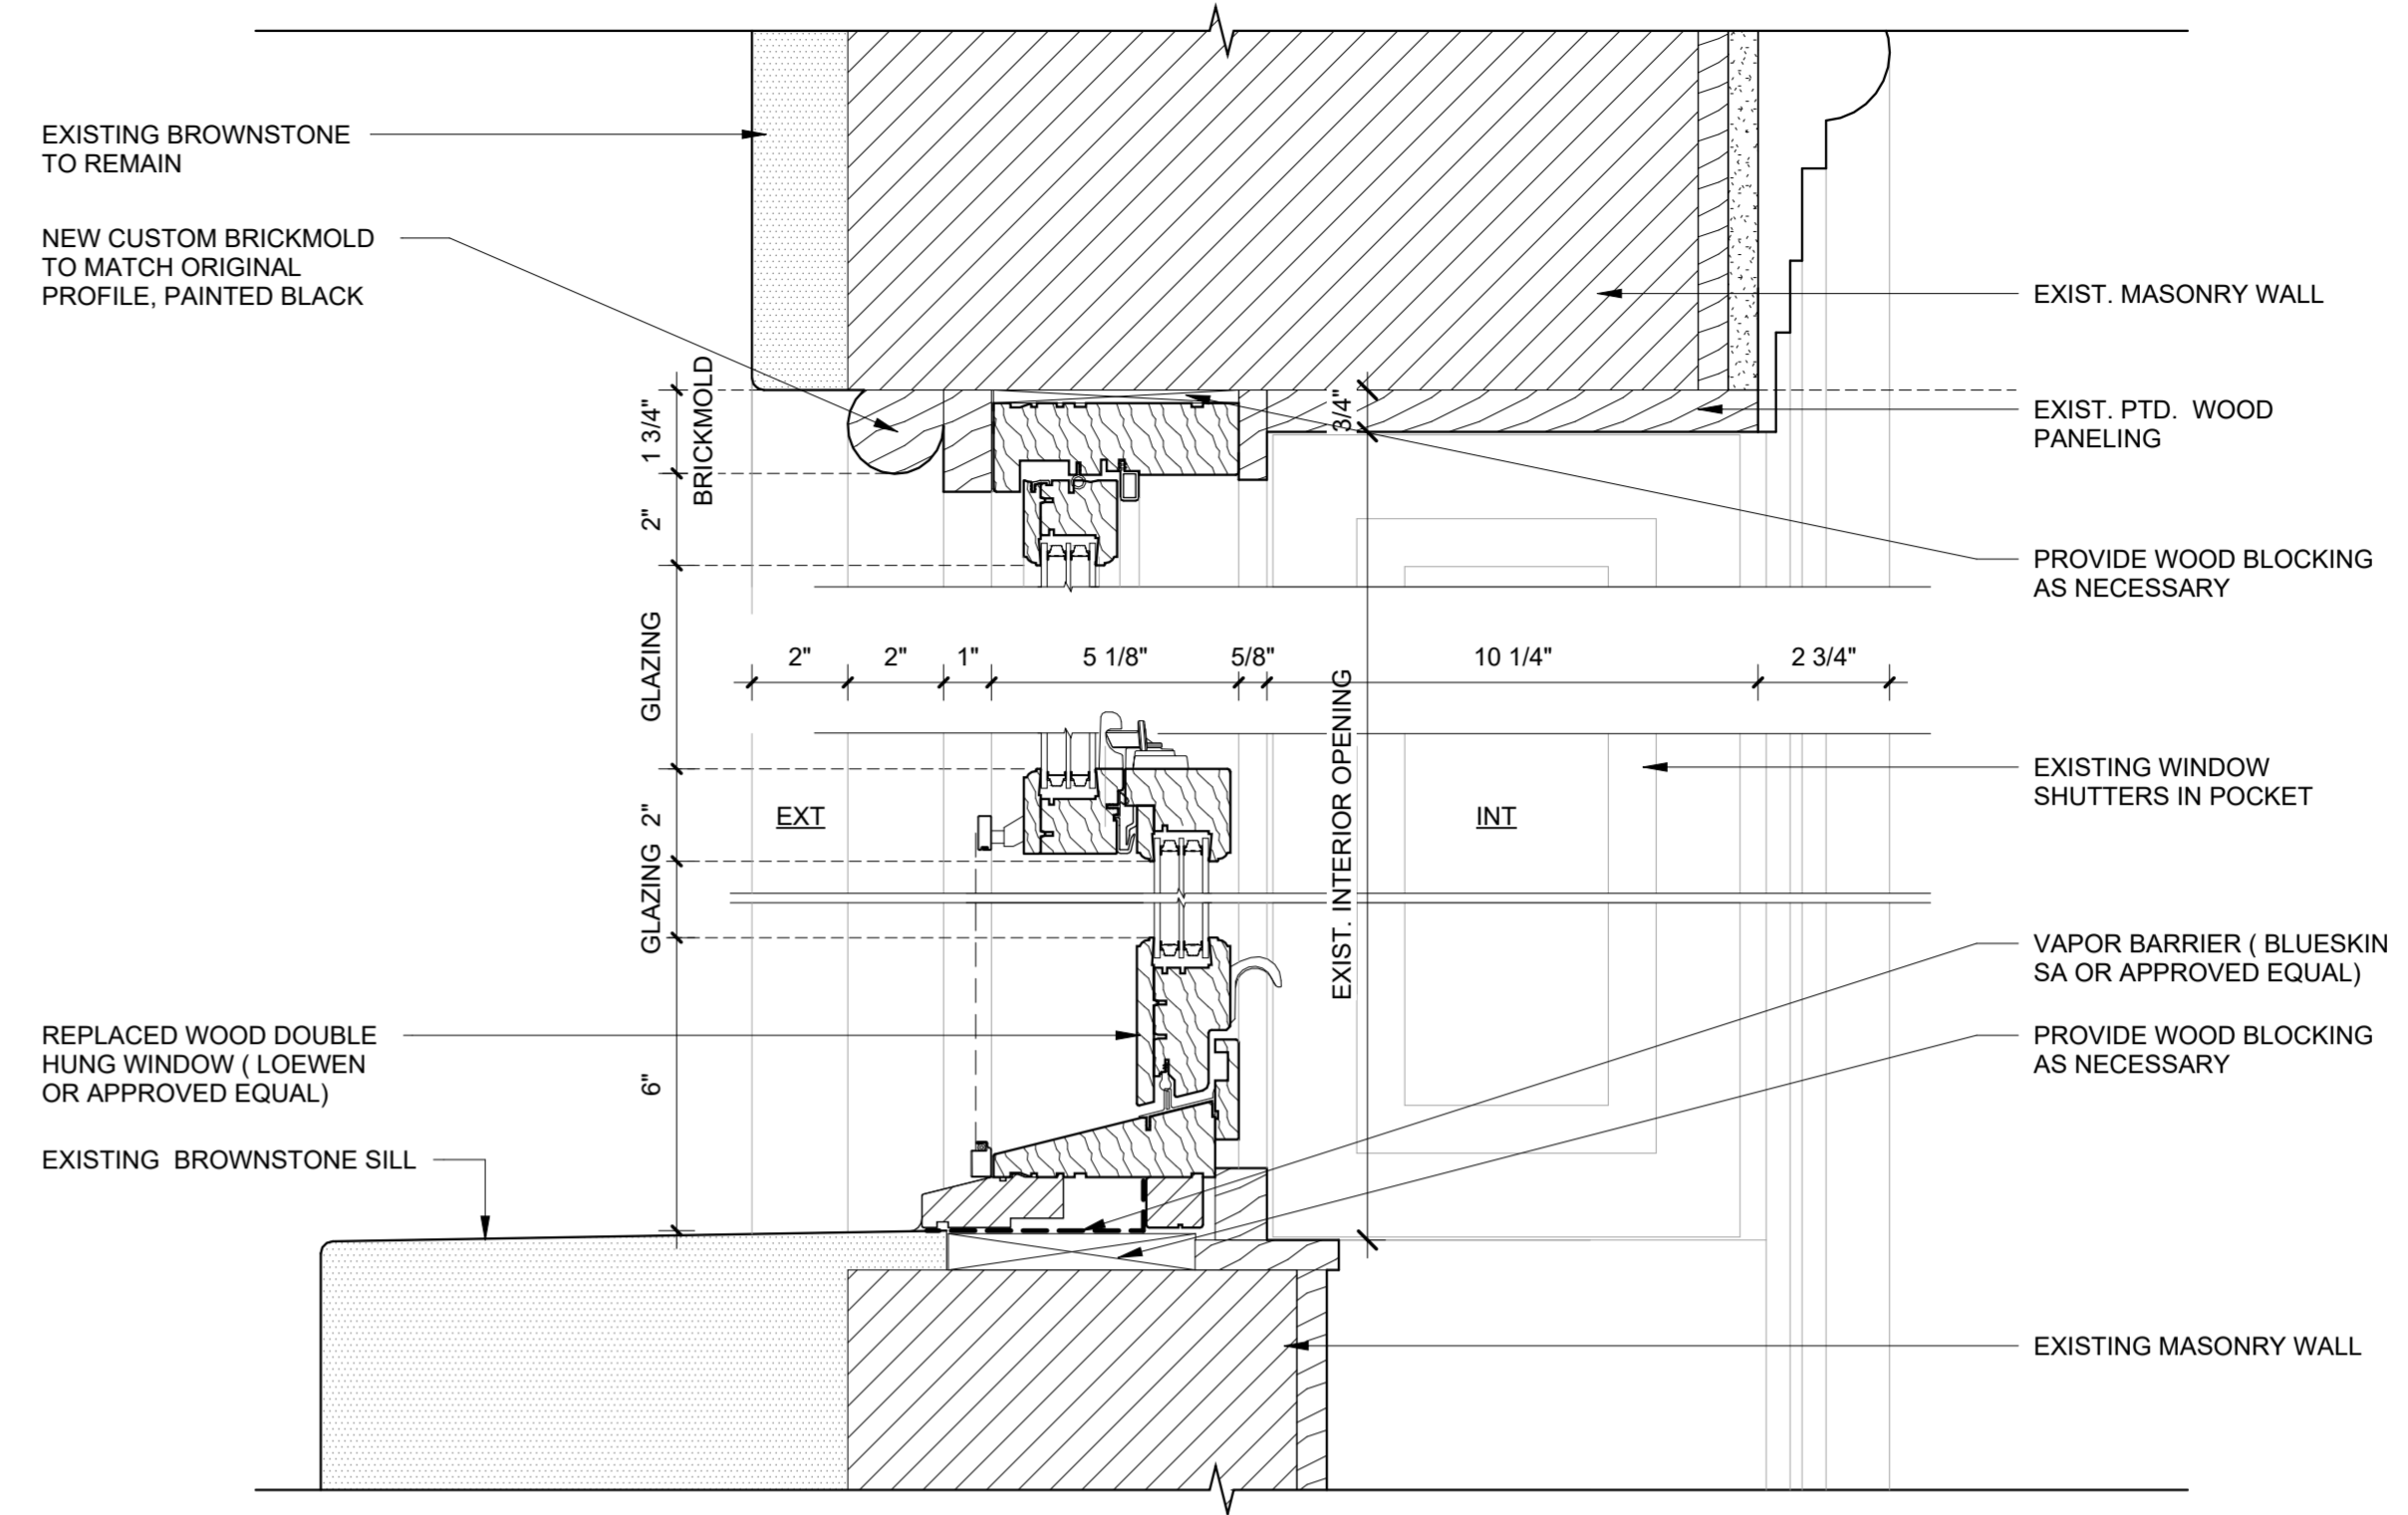 EXISTING BROWNSTONE
TO REMAIN
NEW CUSTOM BRICKMOLD
TO MATCH ORIGINAL
PROFILE, PAINTED BLACK
REPLACED WOOD DOUBLE
HUNG WINDOW ( LOEWEN
OR APPROVED EQUAL)
EXISTING BROWNSTONE SILL
1 3/4"
BRICKMOLD
2"
GLAZING
2"
GLAZING
6"
2"
2"
1"
5 1/8"
5/8"
10 1/4"
2 3/4"
EXT
INT
3/4"
EXIST. INTERIOR OPENING
EXIST. MASONRY WALL
EXIST. PTD. WOOD
PANELING
PROVIDE WOOD BLOCKING
AS NECESSARY
EXISTING WINDOW
SHUTTERS IN POCKET
VAPOR BARRIER ( BLUESKIN
SA OR APPROVED EQUAL)
PROVIDE WOOD BLOCKING
AS NECESSARY
EXISTING MASONRY WALL